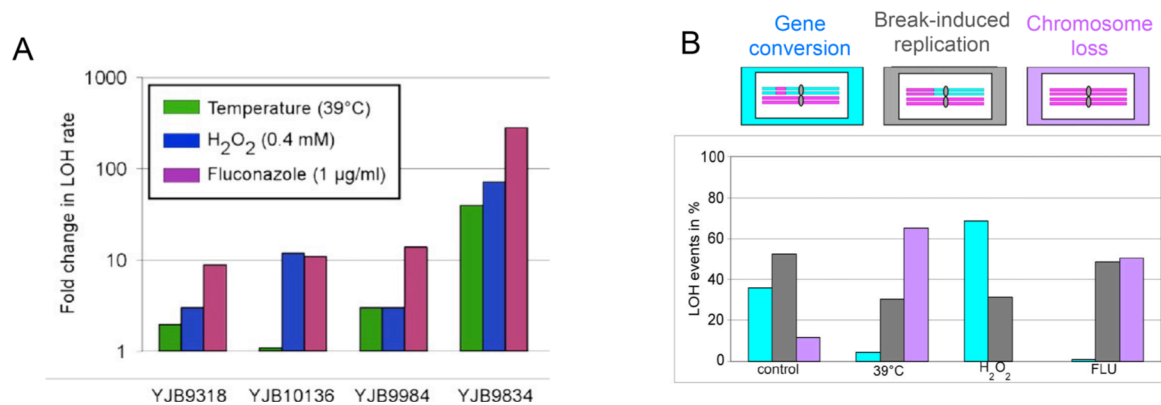 A
1000
100
10
1
Fold change in LOH rate
Temperature (39°C)
H₂O₂ (0.4 mM)
Fluconazole (1 µg/ml)
YJB9318 YJB10136 YJB9984 YJB9834
B
Gene conversion
Break-induced replication
Chromosome loss
100
80
60
40
20
0
LOH events in %
control 39°C H₂O₂ FLU